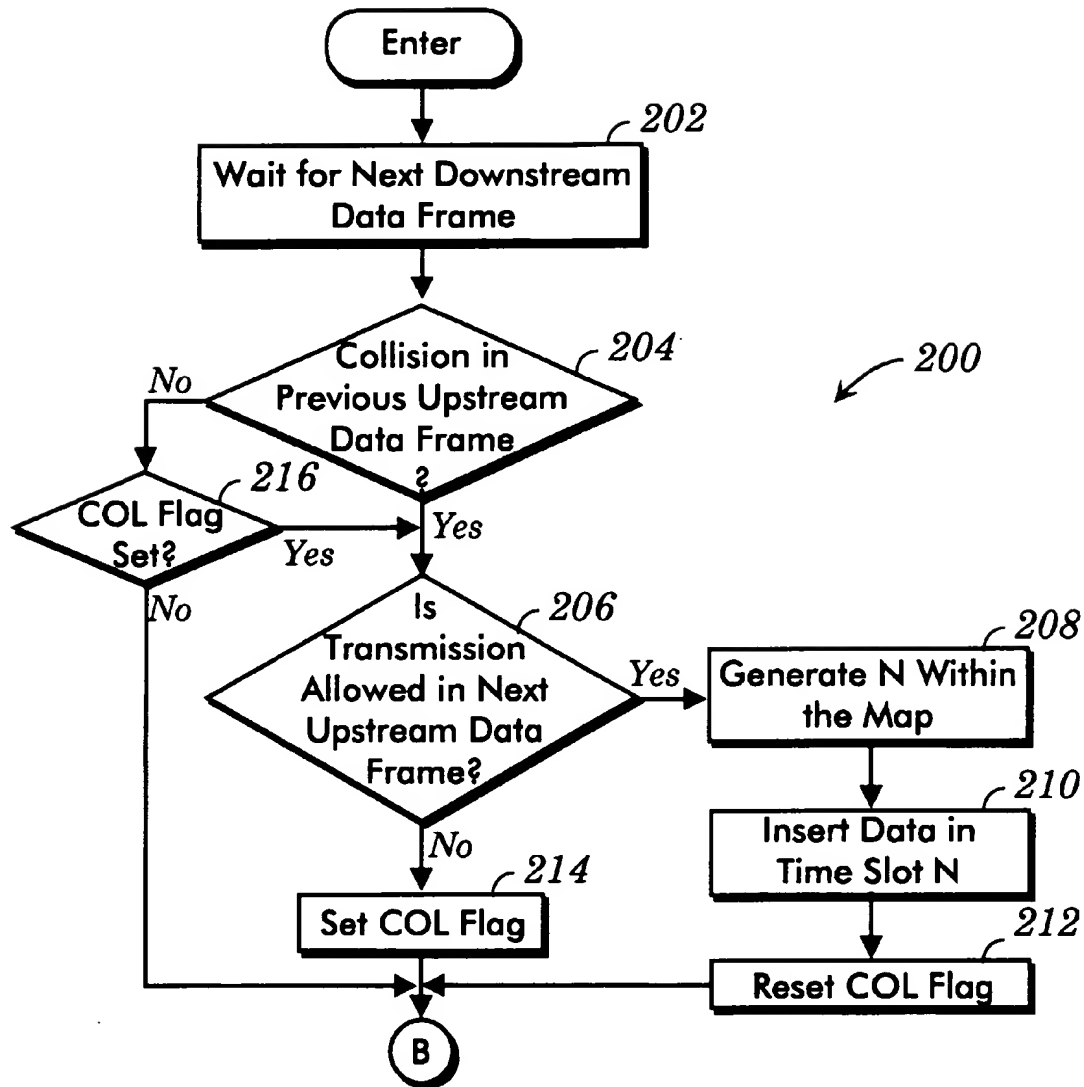 Enter
202
Wait for Next Downstream
Data Frame
204
Collision in
Previous Upstream
Data Frame
?
No
200
216
COL Flag
Set?
Yes
Yes
No
206
Is
Transmission
Allowed in Next
Upstream Data
Frame?
Yes
208
Generate N Within
the Map
210
Insert Data in
Time Slot N
No
214
Set COL Flag
212
Reset COL Flag
B